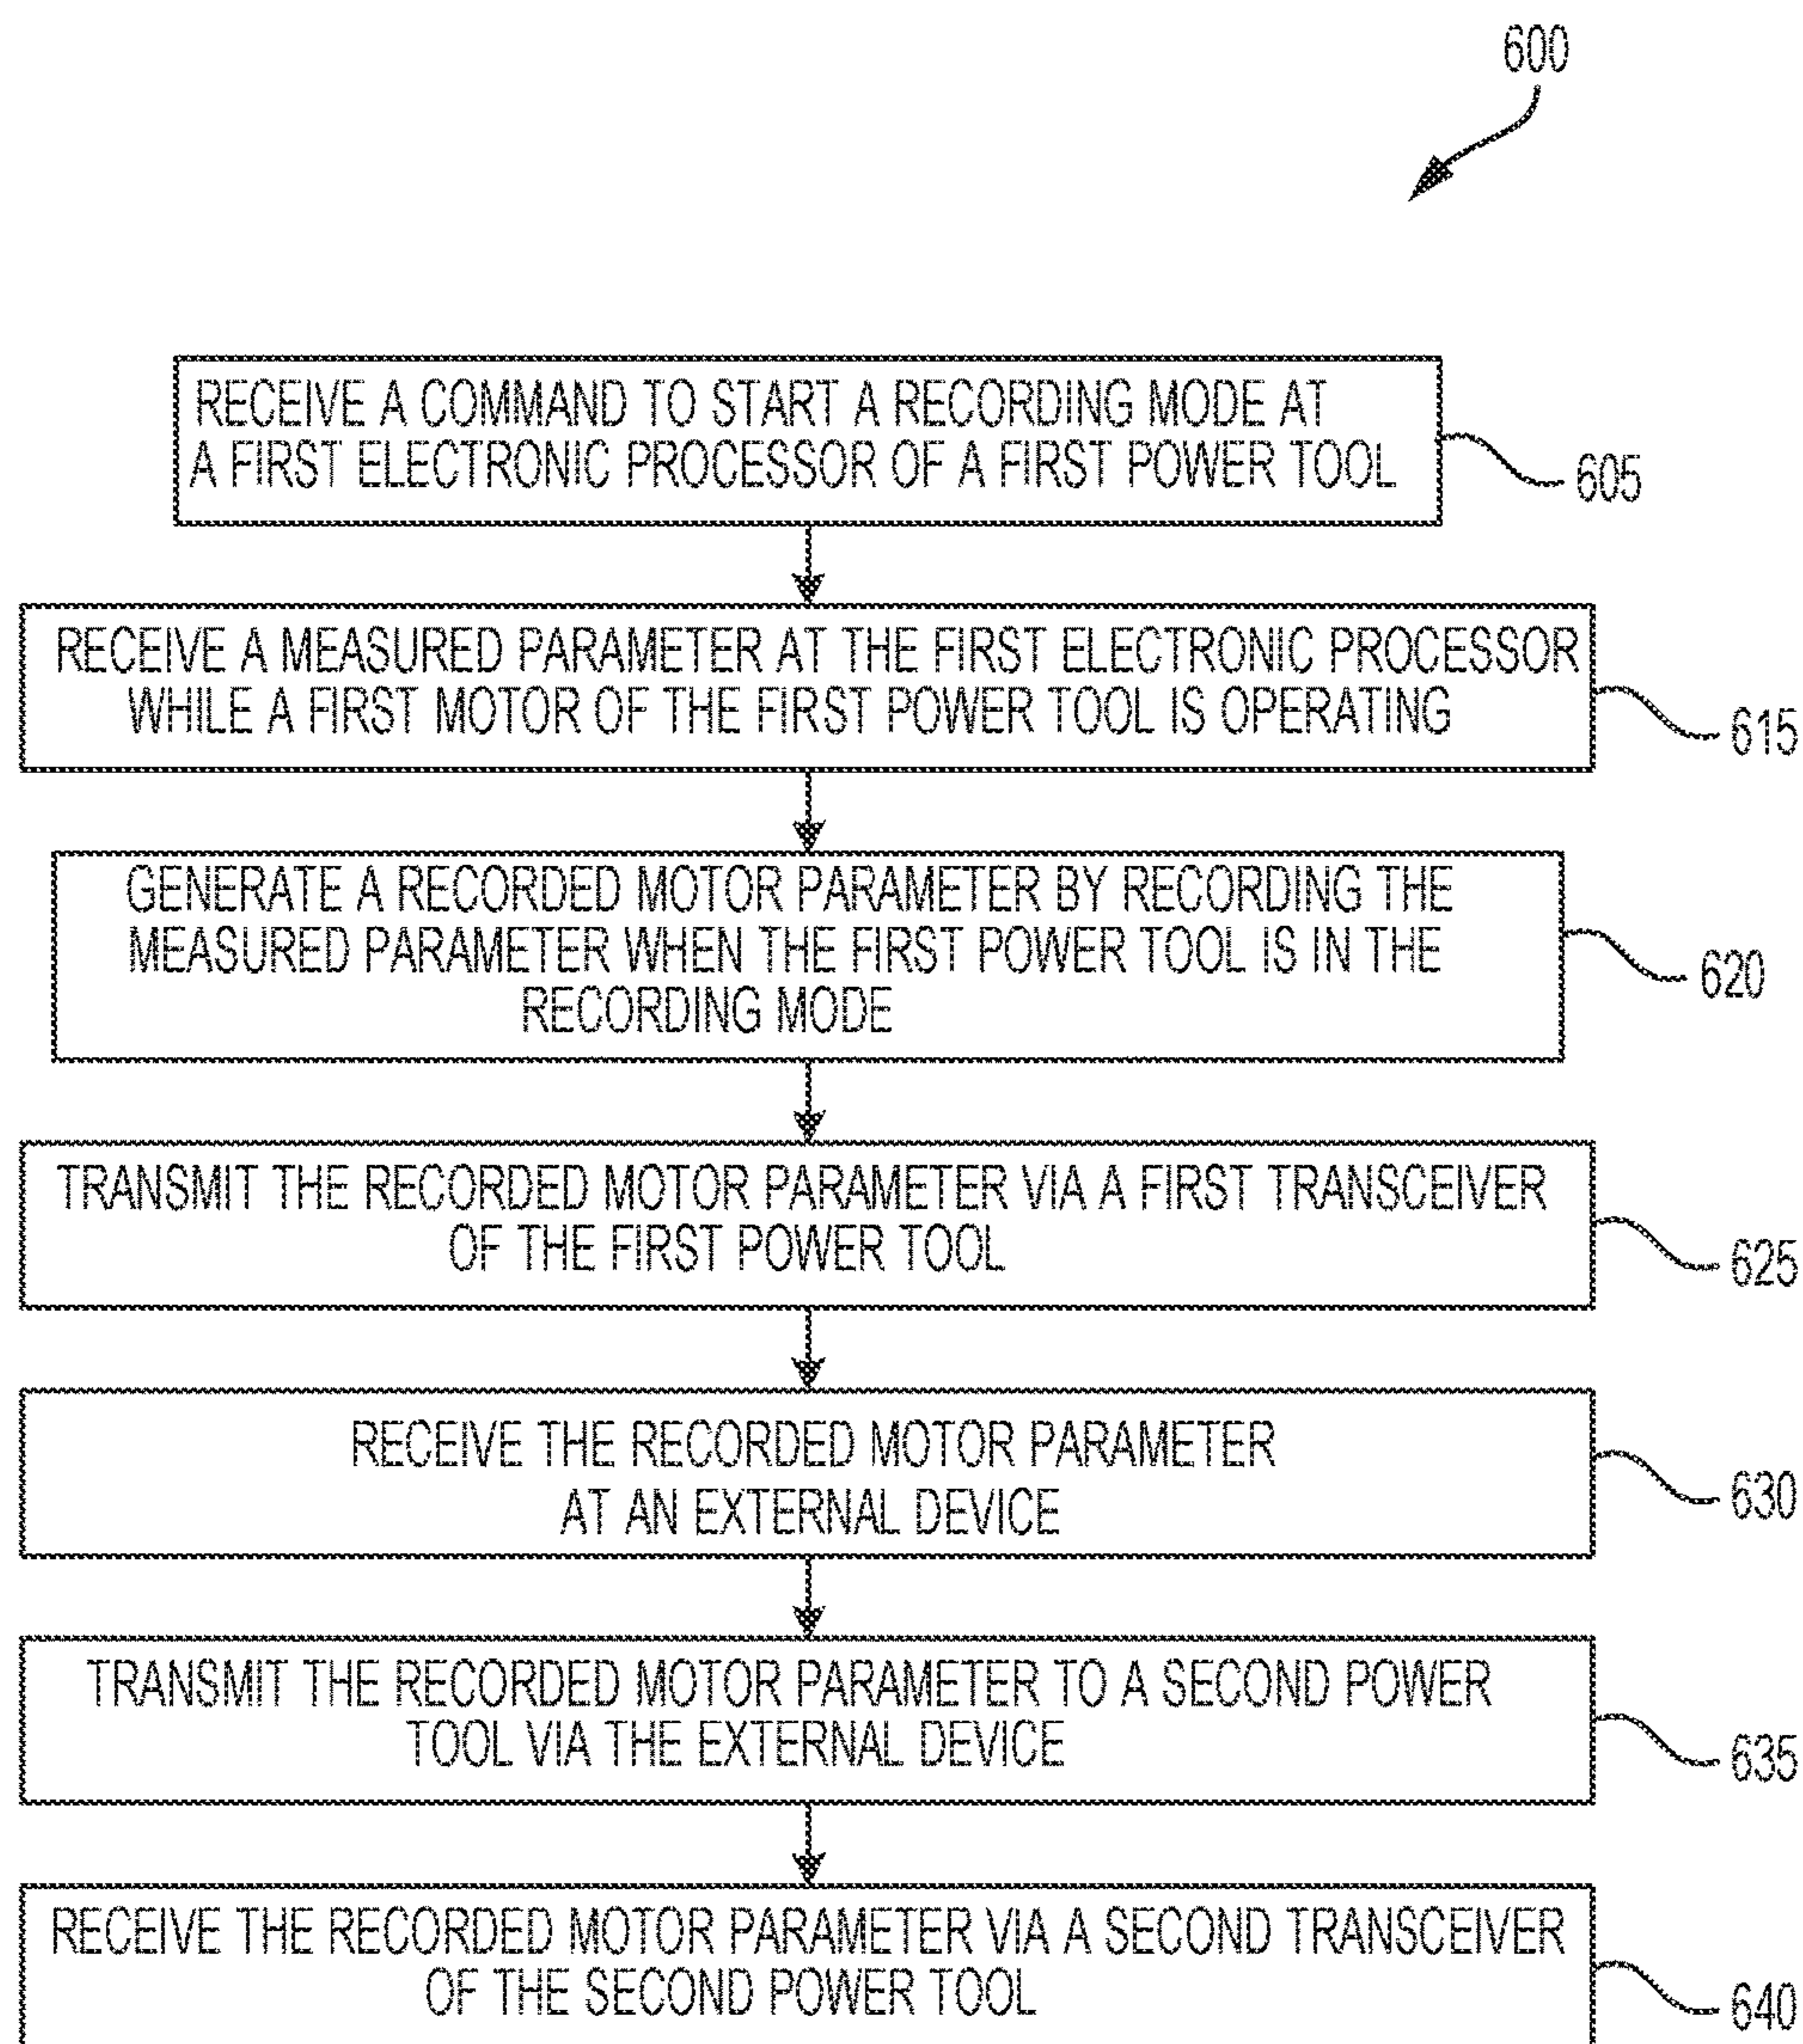 600
RECEIVE A COMMAND TO START A RECORDING MODE AT
A FIRST ELECTRONIC PROCESSOR OF A FIRST POWER TOOL
605
RECEIVE A MEASURED PARAMETER AT THE FIRST ELECTRONIC PROCESSOR
WHILE A FIRST MOTOR OF THE FIRST POWER TOOL IS OPERATING
615
GENERATE A RECORDED MOTOR PARAMETER BY RECORDING THE
MEASURED PARAMETER WHEN THE FIRST POWER TOOL IS IN THE
RECORDING MODE
620
TRANSMIT THE RECORDED MOTOR PARAMETER VIA A FIRST TRANSCEIVER
OF THE FIRST POWER TOOL
625
RECEIVE THE RECORDED MOTOR PARAMETER
AT AN EXTERNAL DEVICE
630
TRANSMIT THE RECORDED MOTOR PARAMETER TO A SECOND POWER
TOOL VIA THE EXTERNAL DEVICE
635
RECEIVE THE RECORDED MOTOR PARAMETER VIA A SECOND TRANSCEIVER
OF THE SECOND POWER TOOL
640